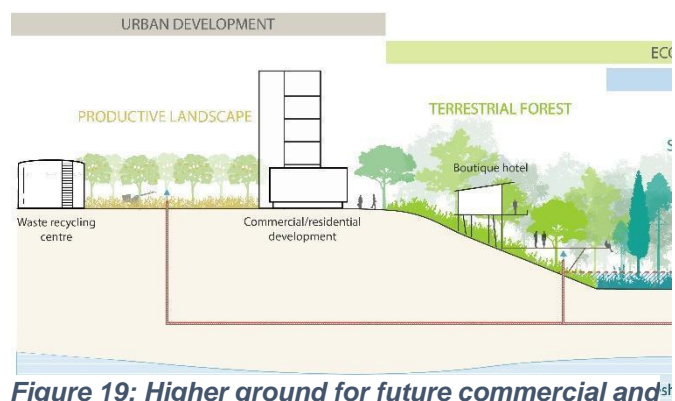 URBAN DEVELOPMENT
ECO
PRODUCTIVE LANDSCAPE
TERRESTRIAL FOREST
S
Boutique hotel
Waste recycling
centre
Commercial/residential
development
Figure 19: Higher ground for future commercial and